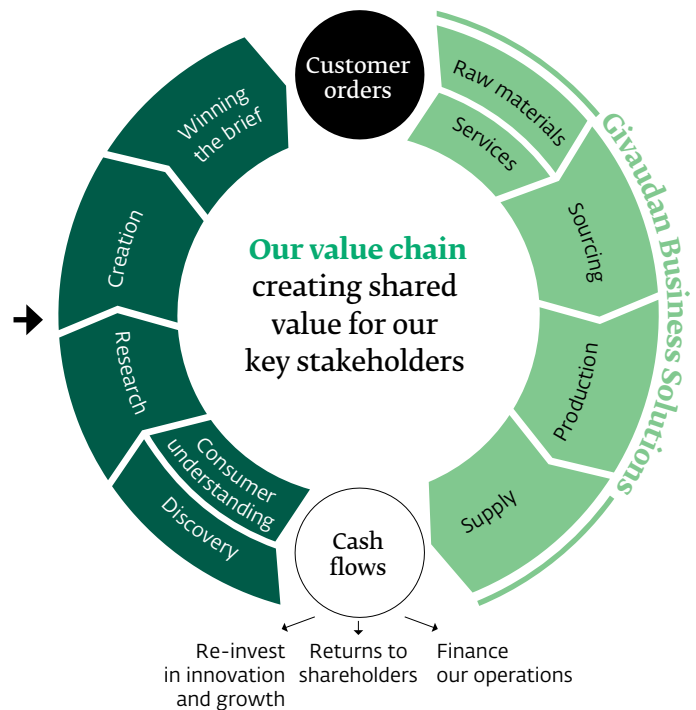 Customer
orders
Raw materials
Services
Sourcing
Production
Supply
Givaudan Business Solutions
Winning
the brief
Creation
Research
Consumer
understanding
Discovery
Our value chain
creating shared
value for our
key stakeholders
Cash
flows
Re-invest
in innovation
and growth
Returns to
shareholders
Finance
our operations